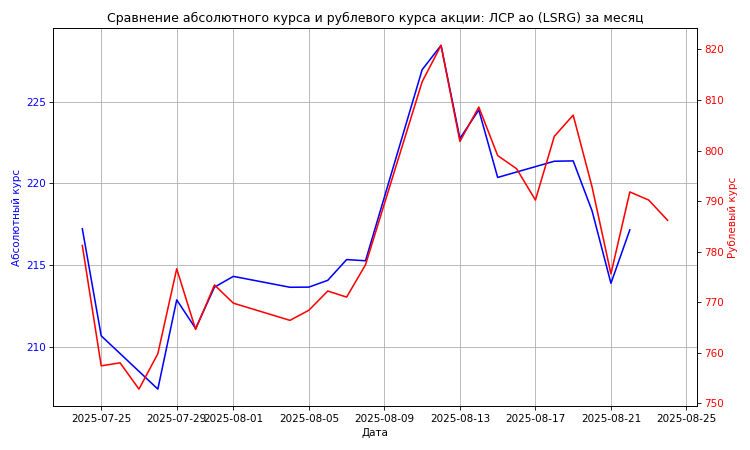 Сравнение абсолютного курса и рублевого курса акции: ЛСР ао (LSRG) за месяц
Абсолютный курс
225
220
215
210
820
810
800
790
780
770
760
750
Рублевый курс
2025-07-25 2025-07-29 2025-08-01 2025-08-05 2025-08-09 2025-08-13 2025-08-17 2025-08-21 2025-08-25
Дата